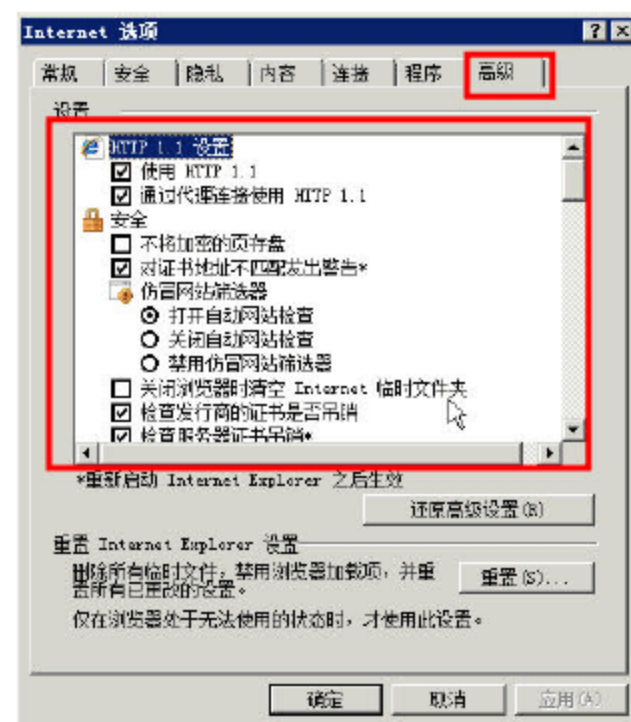 Internet 选项
常规 安全 隐私 内容 连接 程序 高级
设置
HTTP 1.1 设置
使用 HTTP 1.1
通过代理连接使用 HTTP 1.1
安全
不将加密的页存盘
对证书地址不匹配发出警告*
仿冒网站筛选器
打开自动网站检查
关闭自动网站检查
禁用仿冒网站筛选器
关闭浏览器时清空 Internet 临时文件夹
检查发行商的证书是否吊销
检查服务器证书吊销*
*重新启动 Internet Explorer 之后生效
还原高级设置(R)
重置 Internet Explorer 设置
删除所有临时文件，禁用浏览器加载项，并重
置所有已更改的设置。
重置(S)...
仅在浏览器处于无法使用的状态时，才使用此设置。
确定 取消 应用(A)